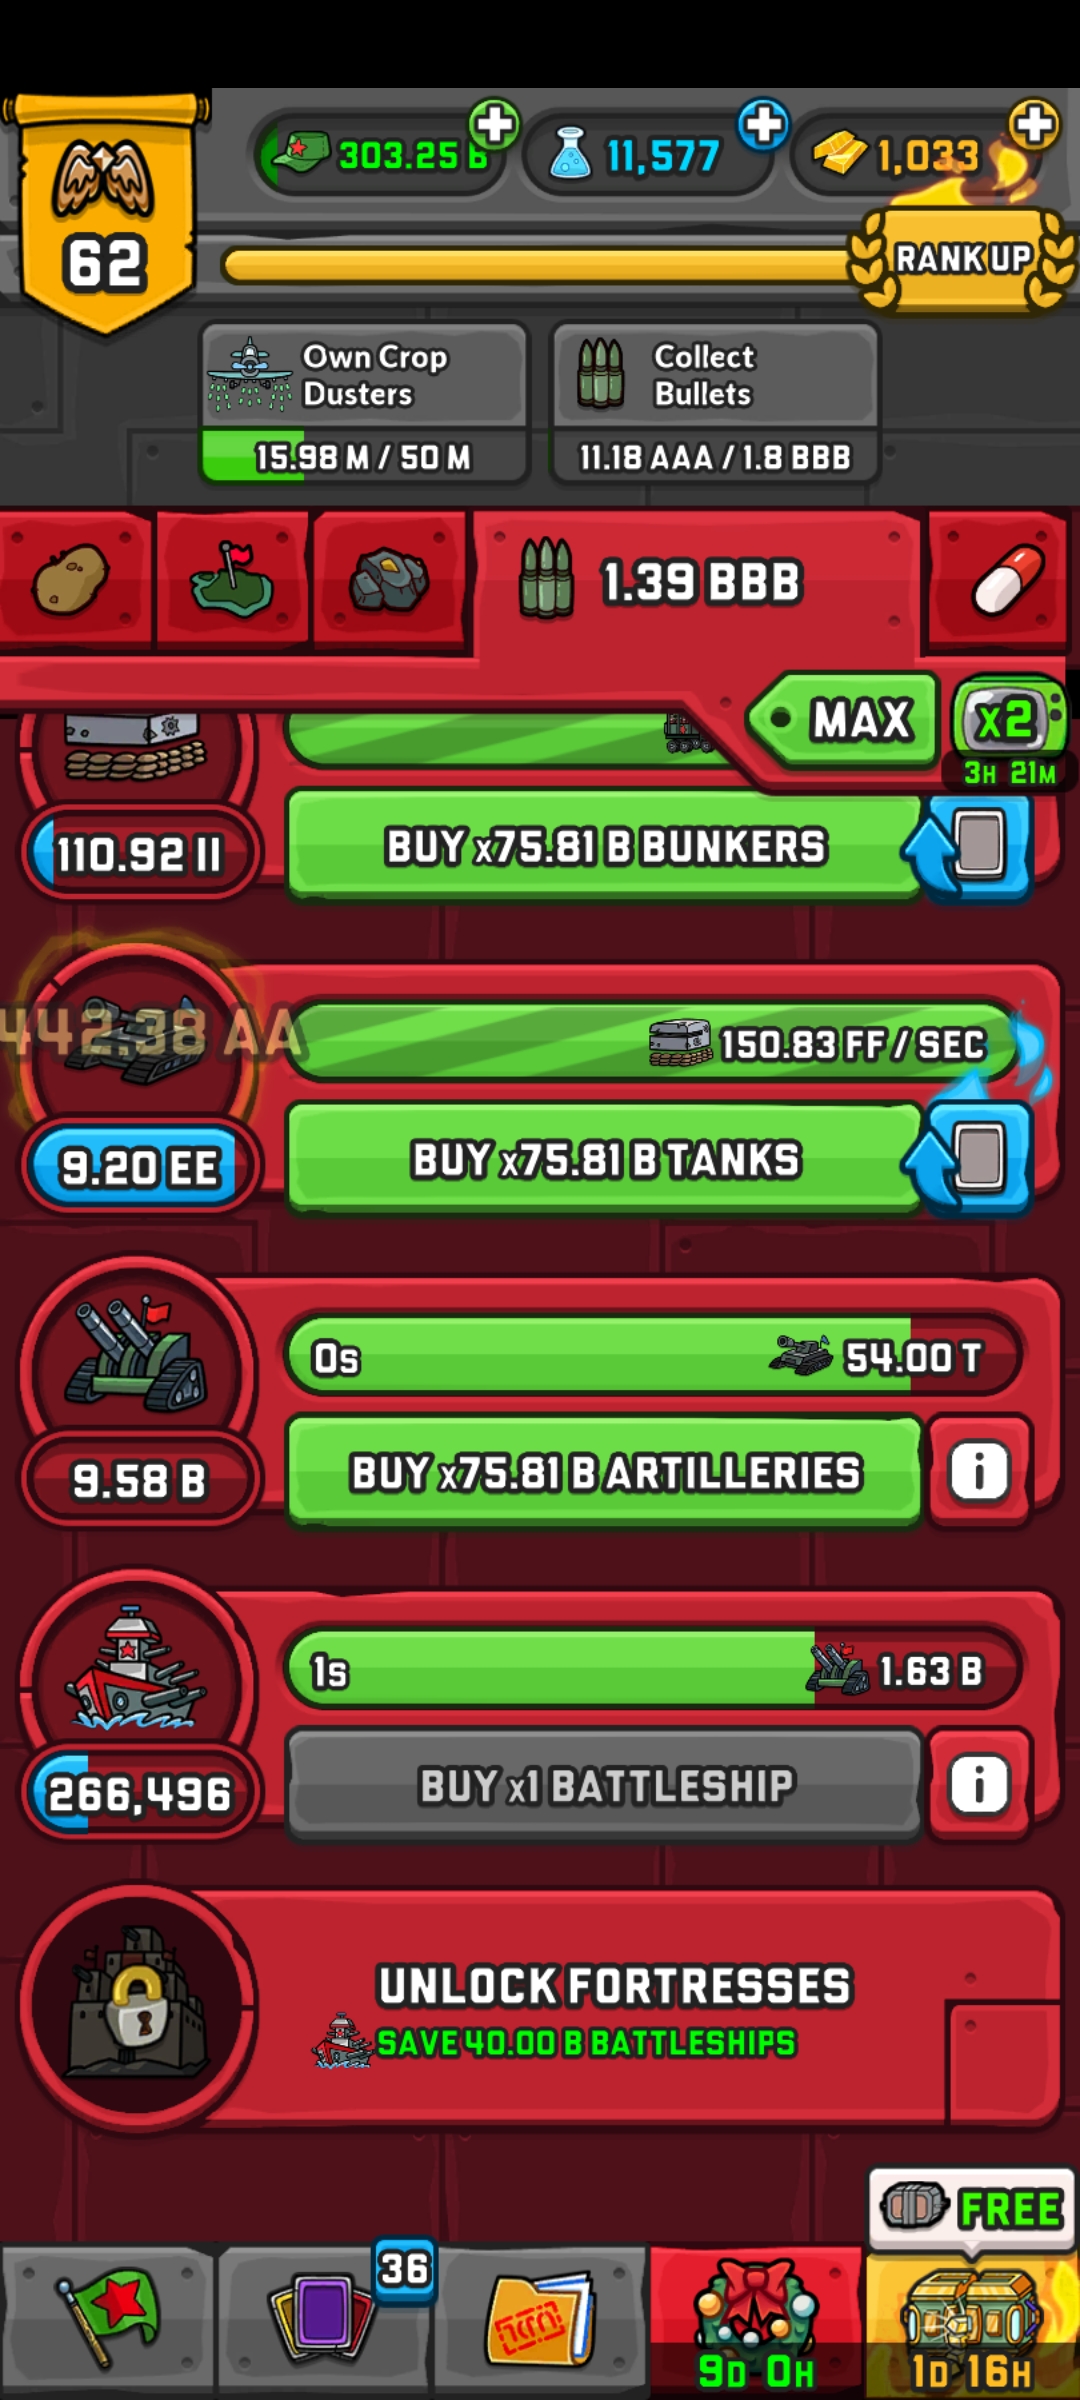 303.25 B
11,577
1,033
62
RANK UP
Own Crop
Dusters
15.98 M / 50 M
Collect
Bullets
11.18 AAA / 1.8 BBB
1.39 BBB
MAX
x2
3H 21M
110.92 II
BUY x75.81 B BUNKERS
442.38 AA
150.83 FF / SEC
9.20 EE
BUY x75.81 B TANKS
0s
54.00 T
9.58 B
BUY x75.81 B ARTILLERIES
i
1s
1.63 B
266,496
BUY x1 BATTLESHIP
i
UNLOCK FORTRESSES
SAVE 40.00 B BATTLESHIPS
FREE
36
9D 0H
1D 16H